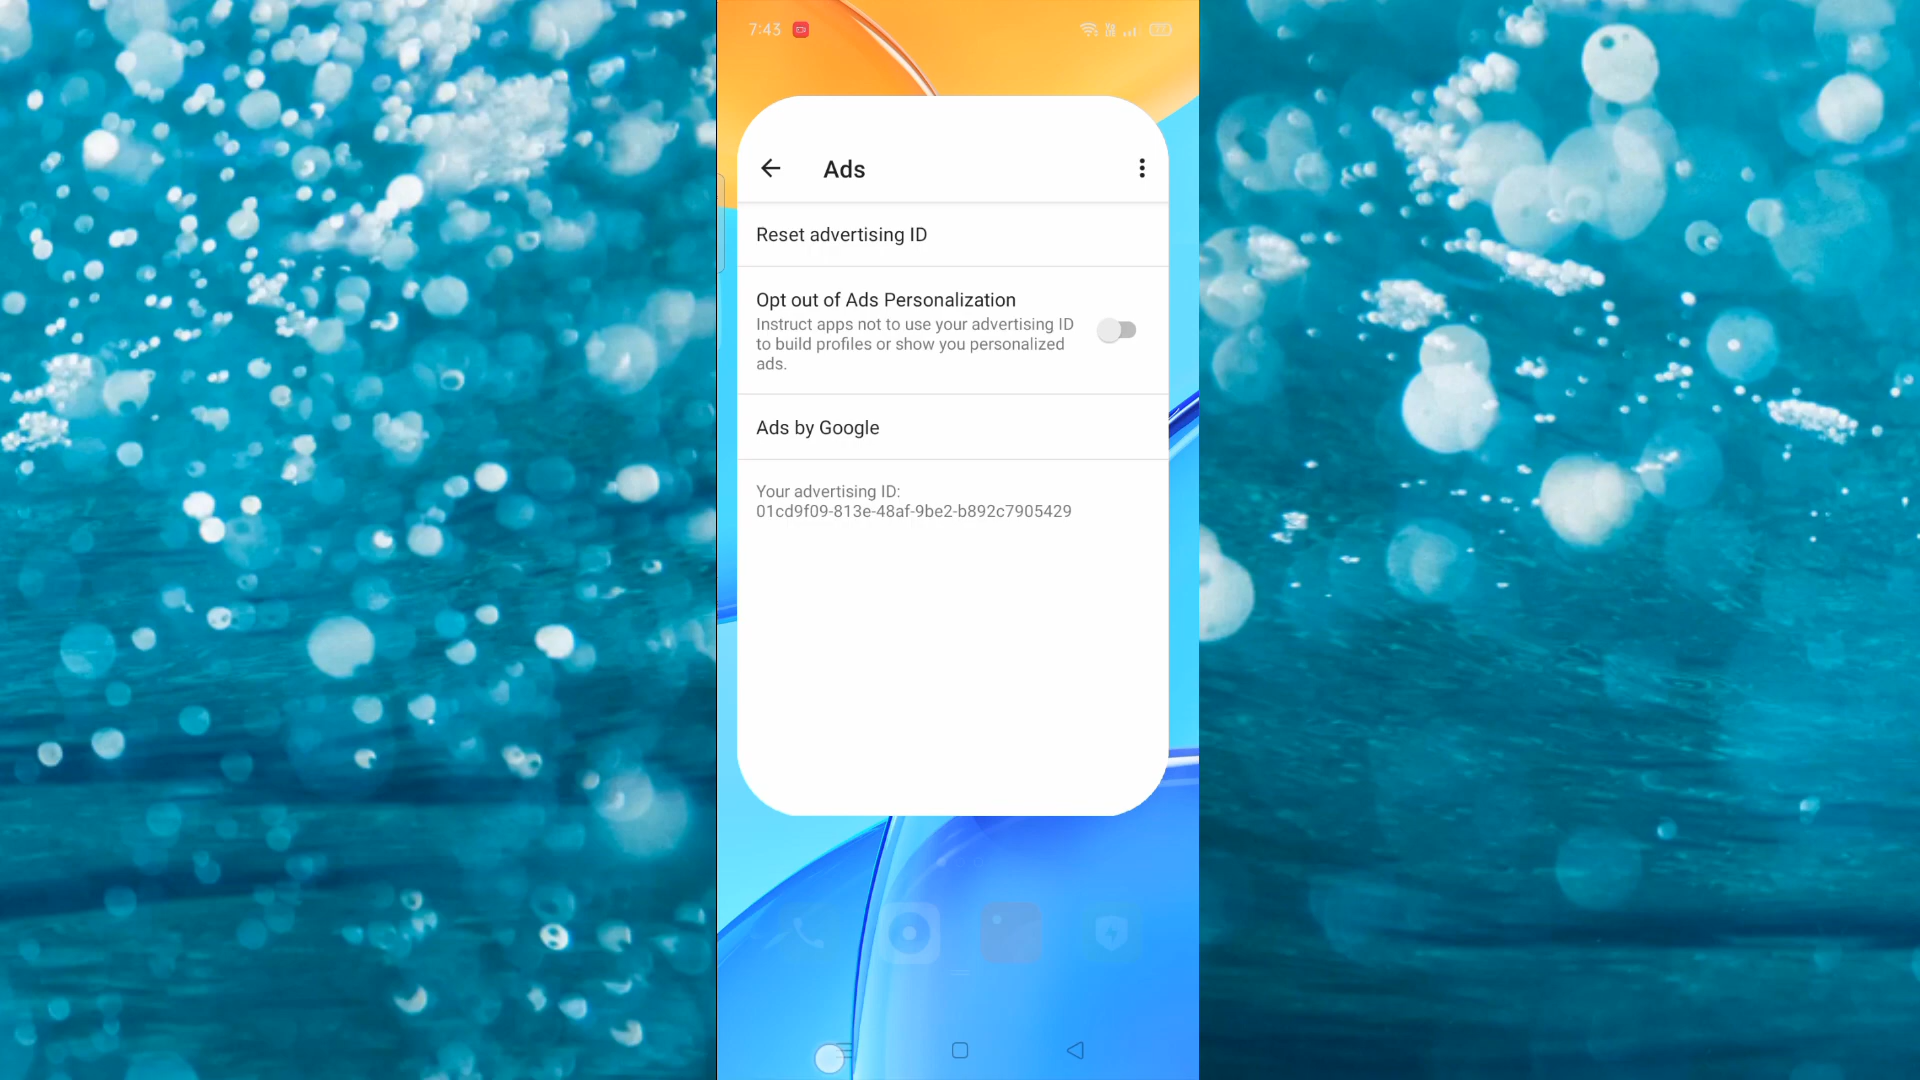 7:43
Ads
Reset advertising ID
Opt out of Ads Personalization
Instruct apps not to use your advertising ID
to build profiles or show you personalized
ads.
Ads by Google
Your advertising ID:
01cd9f09-813e-48af-9be2-b892c7905429